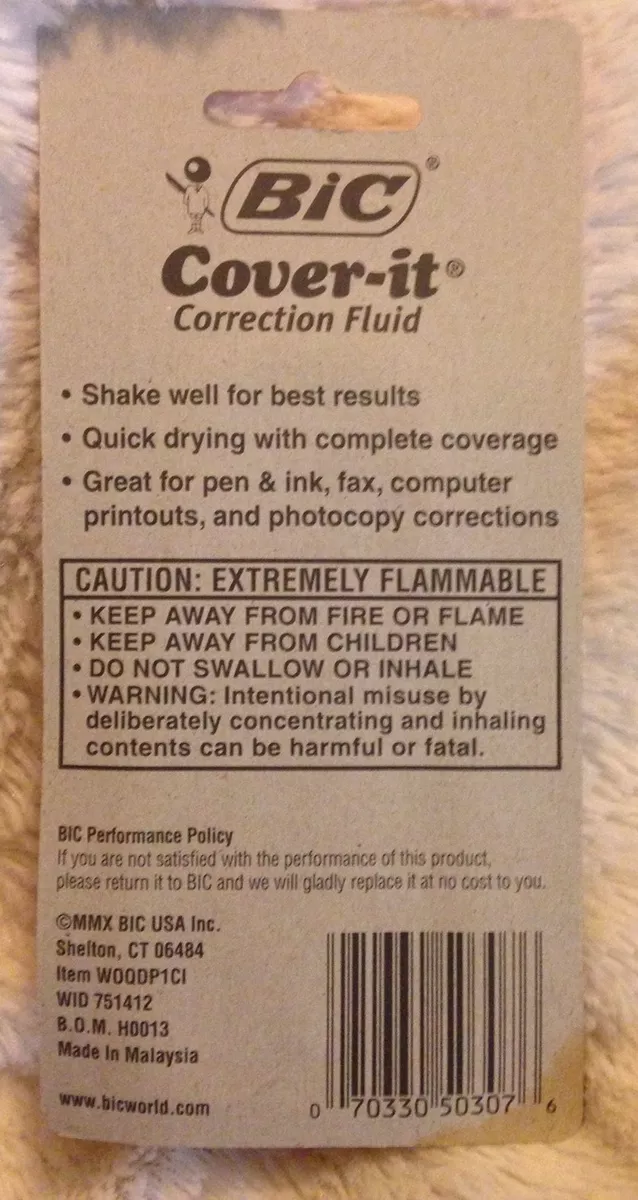 BiC®
Cover-it®
Correction Fluid
• Shake well for best results
• Quick drying with complete coverage
• Great for pen & ink, fax, computer
printouts, and photocopy corrections
CAUTION: EXTREMELY FLAMMABLE
• KEEP AWAY FROM FIRE OR FLAME
• KEEP AWAY FROM CHILDREN
• DO NOT SWALLOW OR INHALE
• WARNING: Intentional misuse by
deliberately concentrating and inhaling
contents can be harmful or fatal.
BIC Performance Policy
If you are not satisfied with the performance of this product,
please return it to BIC and we will gladly replace it at no cost to you.
©MMX BIC USA Inc.
Shelton, CT 06484
Item WOQDP1CI
WID 751412
B.O.M. H0013
Made In Malaysia
www.bicworld.com
0 70330 50307 6